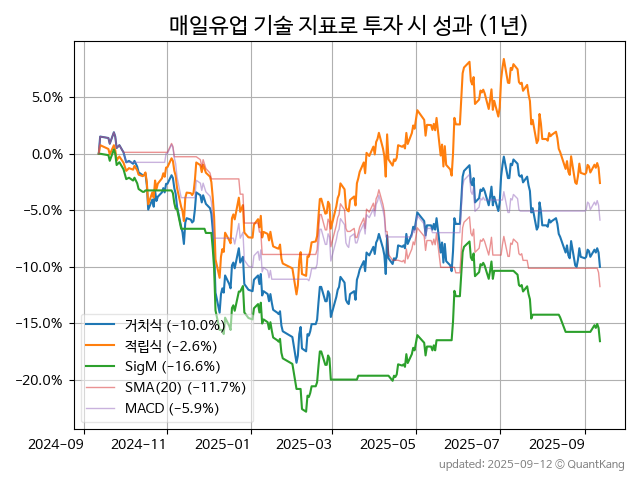 매일유업 기술 지표로 투자 시 성과 (1년)
5.0%
0.0%
−5.0%
−10.0%
−15.0%
−20.0%
거치식 (−10.0%)
적립식 (−2.6%)
SigM (−16.6%)
SMA(20) (−11.7%)
MACD (−5.9%)
2024−09 2024−11 2025−01 2025−03 2025−05 2025−07 2025−09
updated: 2025−09−12 © QuantKang